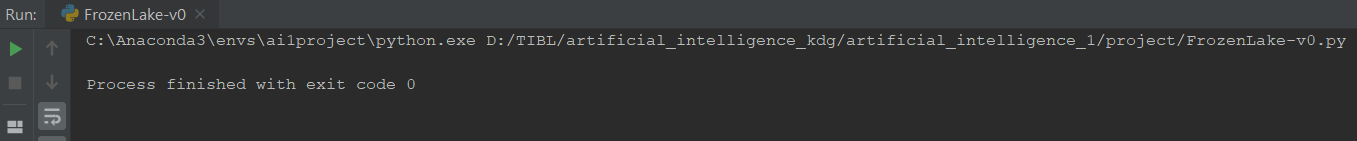 Run: FrozenLake-v0
C:\Anaconda3\envs\ai1project\python.exe D:/TIBL/artificial_intelligence_kdg/artificial_intelligence_1/project/FrozenLake-v0.py
Process finished with exit code 0